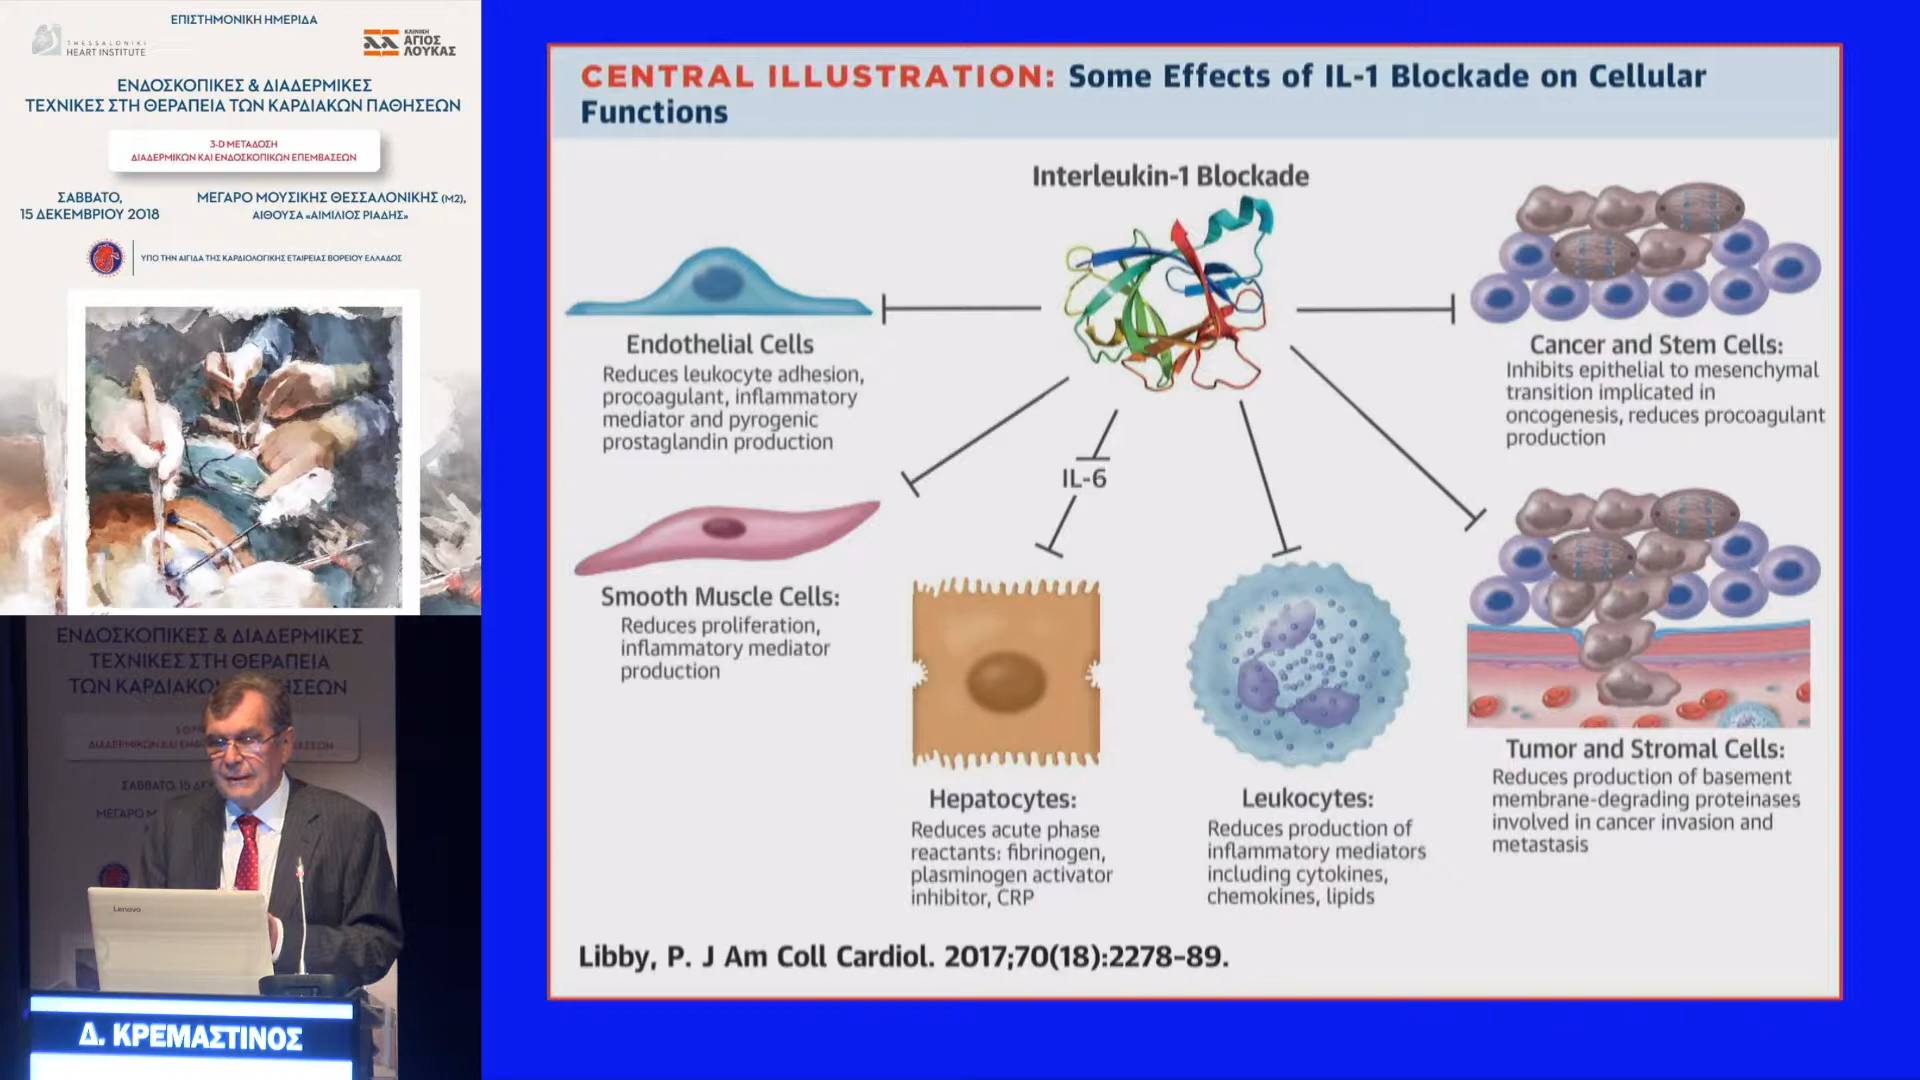 ΕΠΙΣΤΗΜΟΝΙΚΗ ΗΜΕΡΙΔΑ
THESSALONIKI
HEART INSTITUTE
ΚΛΙΝΙΚΗ
ΑΓΙΟΣ
ΛΟΥΚΑΣ
ΕΝΔΟΣΚΟΠΙΚΕΣ & ΔΙΑΔΕΡΜΙΚΕΣ
ΤΕΧΝΙΚΕΣ ΣΤΗ ΘΕΡΑΠΕΙΑ ΤΩΝ ΚΑΡΔΙΑΚΩΝ ΠΑΘΗΣΕΩΝ
3-D ΜΕΤΑΔΟΣΗ
ΔΙΑΔΕΡΜΙΚΩΝ ΚΑΙ ΕΝΔΟΣΚΟΠΙΚΩΝ ΕΠΕΜΒΑΣΕΩΝ
ΣΑΒΒΑΤΟ,
15 ΔΕΚΕΜΒΡΙΟΥ 2018
ΜΕΓΑΡΟ ΜΟΥΣΙΚΗΣ ΘΕΣΣΑΛΟΝΙΚΗΣ (Μ2),
ΑΙΘΟΥΣΑ «ΑΙΜΙΛΙΟΣ ΡΙΑΔΗΣ»
ΥΠΟ ΤΗΝ ΑΙΓΙΔΑ ΤΗΣ ΚΑΡΔΙΟΛΟΓΙΚΗΣ ΕΤΑΙΡΕΙΑΣ ΒΟΡΕΙΟΥ ΕΛΛΑΔΟΣ
ΕΝΔΟΣΚΟΠΙΚΕΣ & ΔΙΑΔΕΡΜΙΚΕΣ
ΤΕΧΝΙΚΕΣ ΣΤΗ ΘΕΡΑΠΕΙΑ
ΤΩΝ
Lenovo
Δ. ΚΡΕΜΑΣΤΙΝΟΣ
CENTRAL ILLUSTRATION: Some Effects of IL-1 Blockade on Cellular
Functions
Interleukin-1 Blockade
Endothelial Cells
Reduces leukocyte adhesion,
procoagulant, inflammatory
mediator and pyrogenic
prostaglandin production
Cancer and Stem Cells:
Inhibits epithelial to mesenchymal
transition implicated in
oncogenesis, reduces procoagulant
production
IL-6
Smooth Muscle Cells:
Reduces proliferation,
inflammatory mediator
production
Hepatocytes:
Reduces acute phase
reactants: fibrinogen,
plasminogen activator
inhibitor, CRP
Leukocytes:
Reduces production of
inflammatory mediators
including cytokines,
chemokines, lipids
Tumor and Stromal Cells:
Reduces production of basement
membrane-degrading proteinases
involved in cancer invasion and
metastasis
Libby, P. J Am Coll Cardiol. 2017;70(18):2278–89.